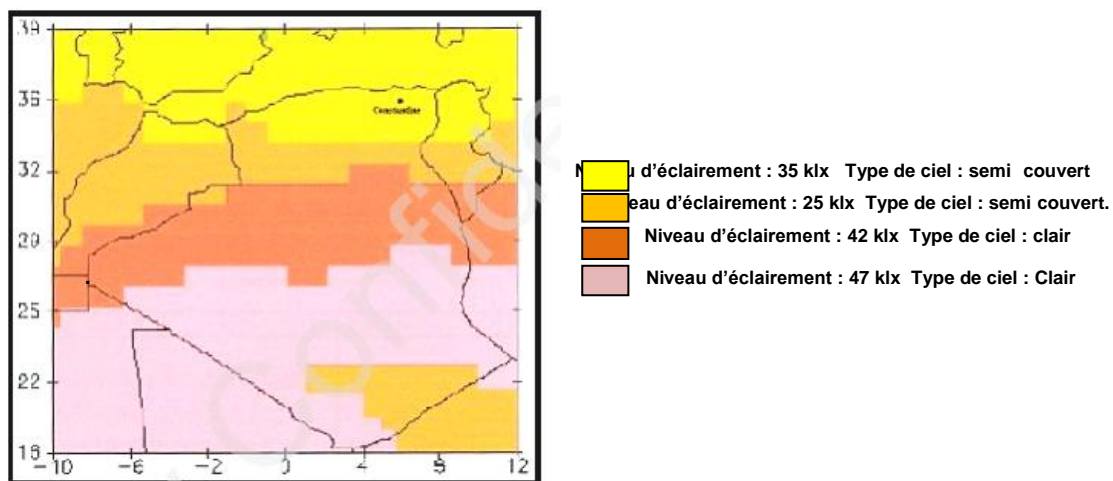 39
35
Constantine
32
29
25
22
18
-10 -6 -2 4 8 12
u d'éclairement : 35 klx Type de ciel : semi couvert
eau d'éclairement : 25 klx Type de ciel : semi couvert.
Niveau d'éclairement : 42 klx Type de ciel : clair
Niveau d'éclairement : 47 klx Type de ciel : Clair